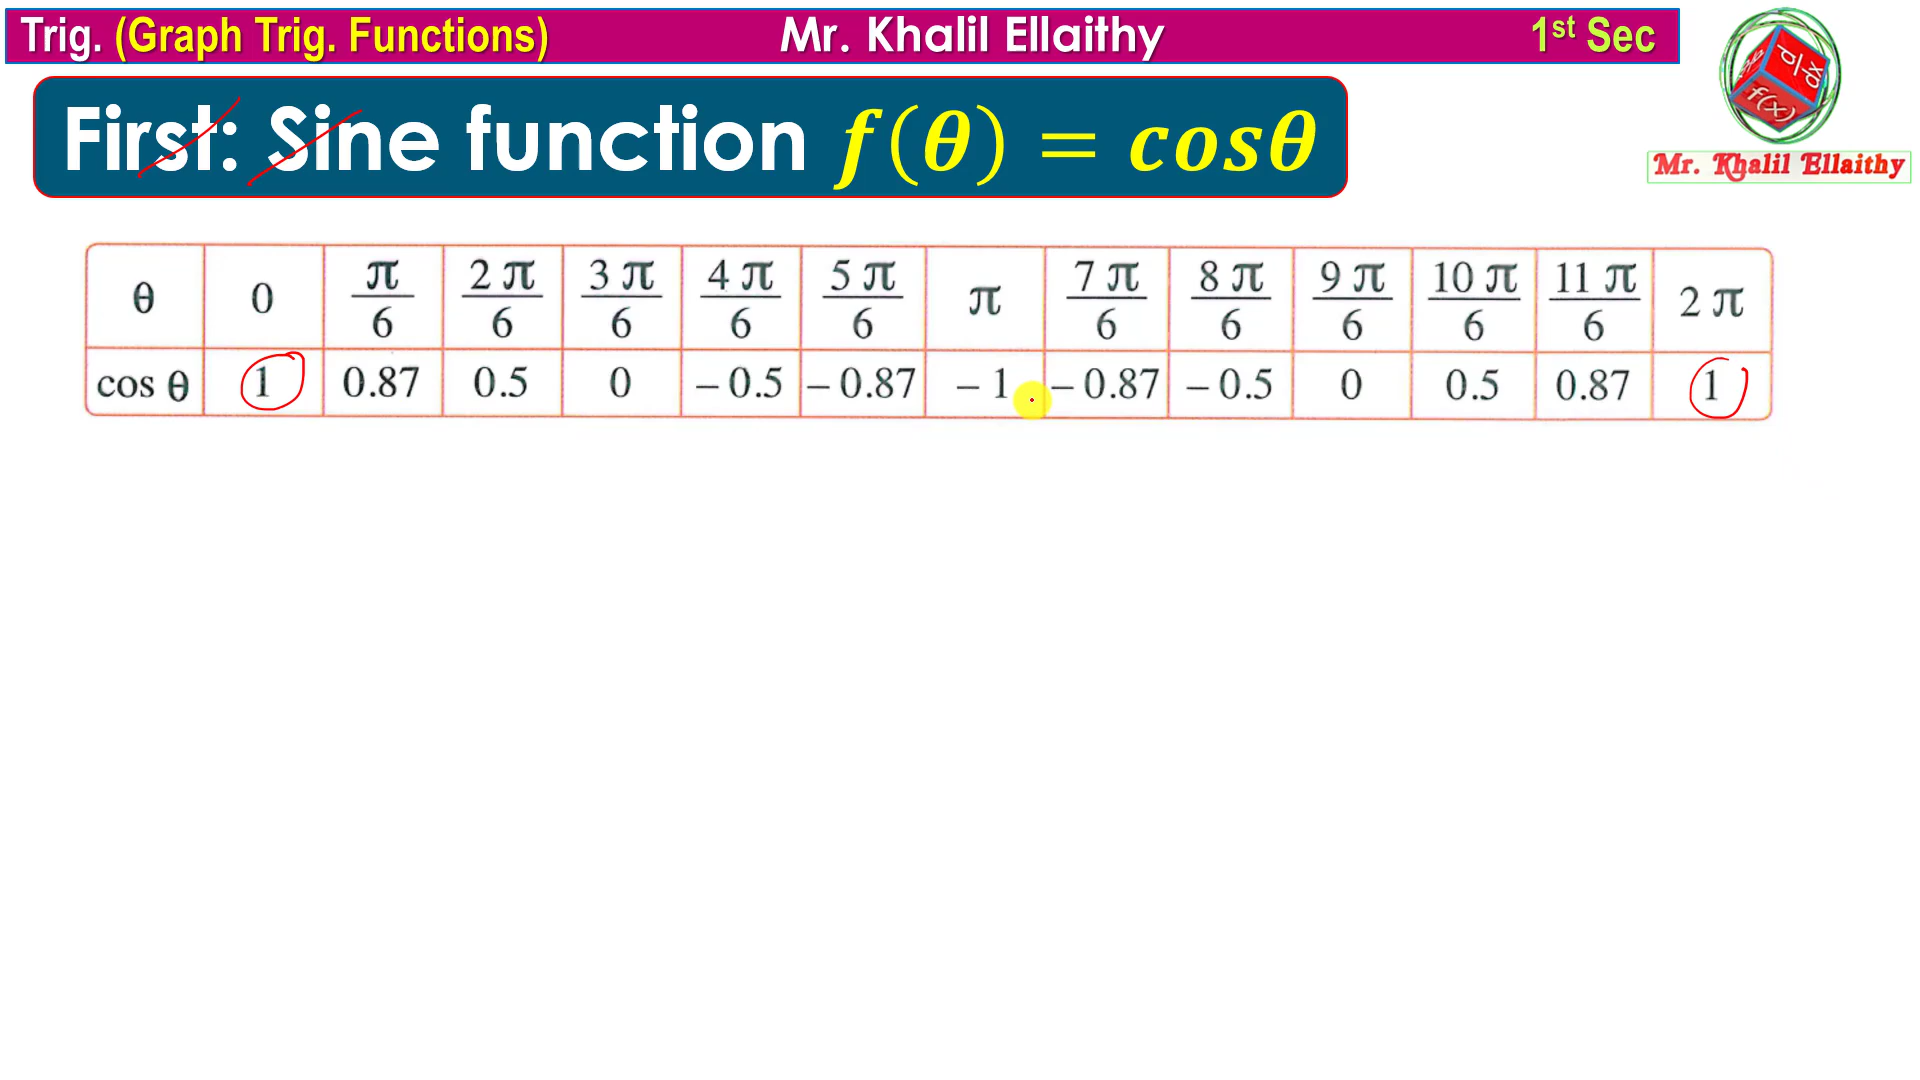 Trig. (Graph Trig. Functions) Mr. Khalil Ellaithy 1st Sec
First: Sine function f(θ) = cosθ
f(x)
Mr. Khalil Ellaithy
θ 0 π/6 2π/6 3π/6 4π/6 5π/6 π 7π/6 8π/6 9π/6 10π/6 11π/6 2π
cos θ 1 0.87 0.5 0 –0.5 –0.87 –1 –0.87 –0.5 0 0.5 0.87 1